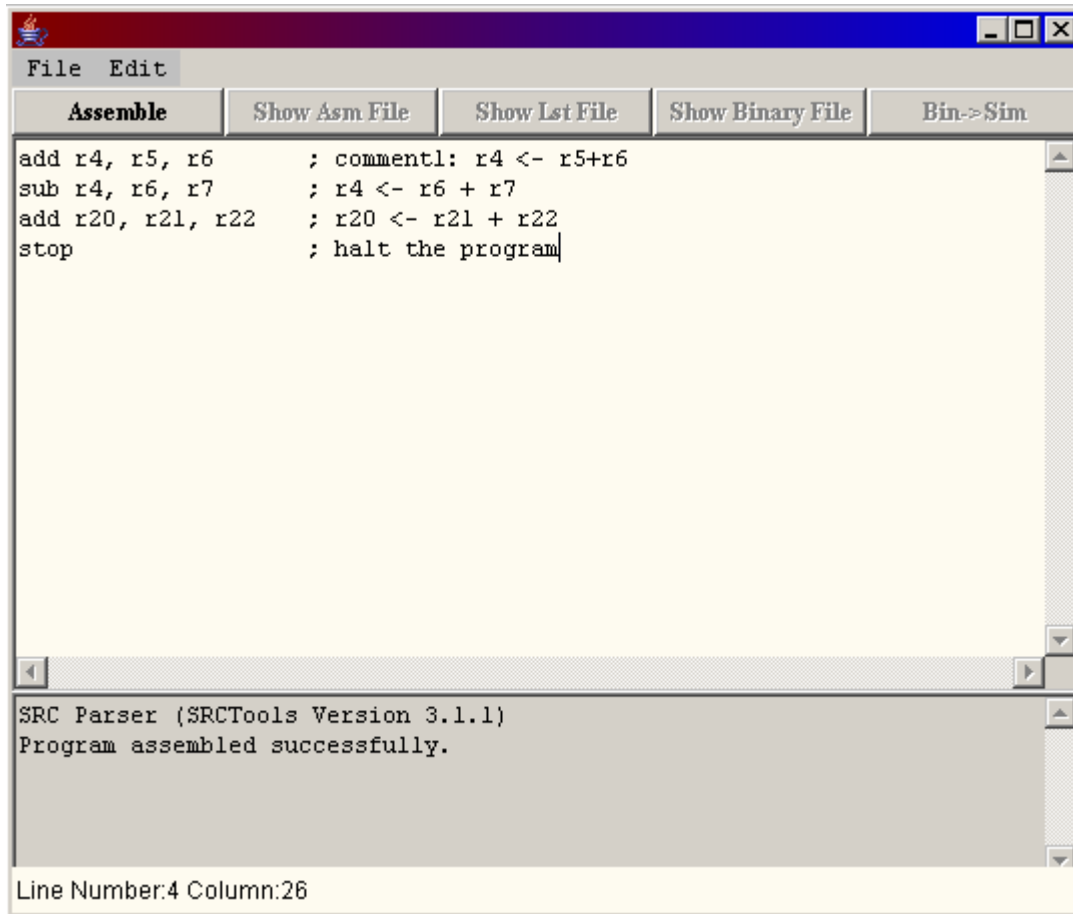 File Edit
Assemble Show Asm File Show Lst File Show Binary File Bin->Sim
add r4, r5, r6 ; comment1: r4 <- r5+r6
sub r4, r6, r7 ; r4 <- r6 + r7
add r20, r21, r22 ; r20 <- r21 + r22
stop ; halt the program
SRC Parser (SRCTools Version 3.1.1)
Program assembled successfully.
Line Number:4 Column:26